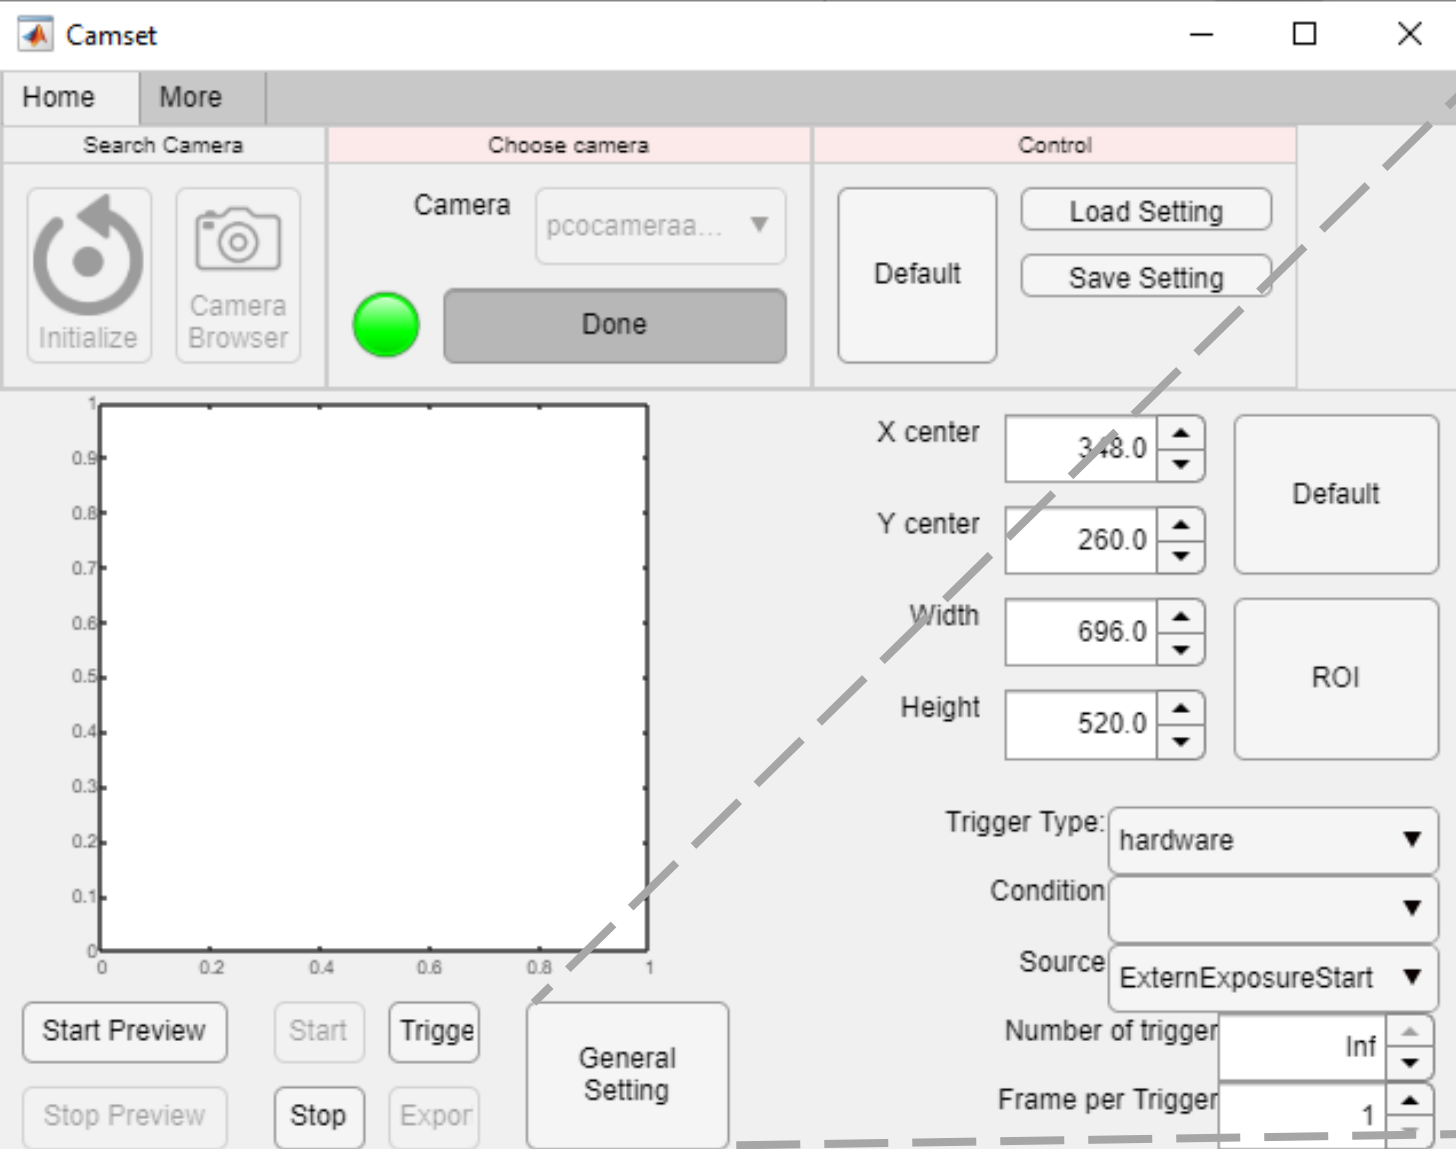 Camset
Home More
Search Camera Choose camera Control
Initialize
Camera
Browser
Camera pcocameraa...
Done
Default
Load Setting
Save Setting
1
0.9
0.8
0.7
0.6
0.5
0.4
0.3
0.2
0.1
0
0 0.2 0.4 0.6 0.8 1
X center 348.0
Y center 260.0
Width 696.0
Height 520.0
Default
ROI
Trigger Type: hardware
Condition
Source ExternExposureStart
Number of trigger Inf
Frame per Trigger 1
Start Preview Start Trigge
Stop Preview Stop Expor
General
Setting